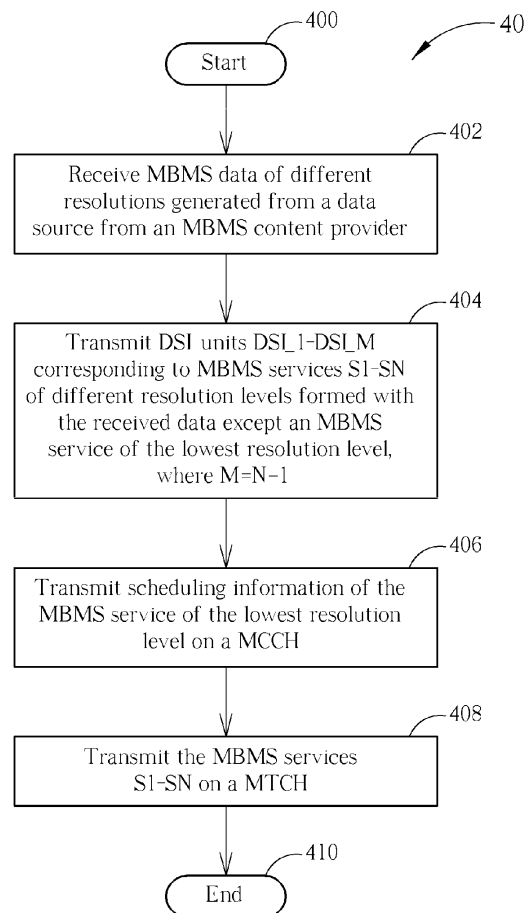 400
40
Start
402
Receive MBMS data of different
resolutions generated from a data
source from an MBMS content provider
404
Transmit DSI units DSI_1-DSI_M
corresponding to MBMS services S1-SN
of different resolution levels formed with
the received data except an MBMS
service of the lowest resolution level,
where M=N-1
406
Transmit scheduling information of the
MBMS service of the lowest resolution
level on a MCCH
408
Transmit the MBMS services
S1-SN on a MTCH
410
End